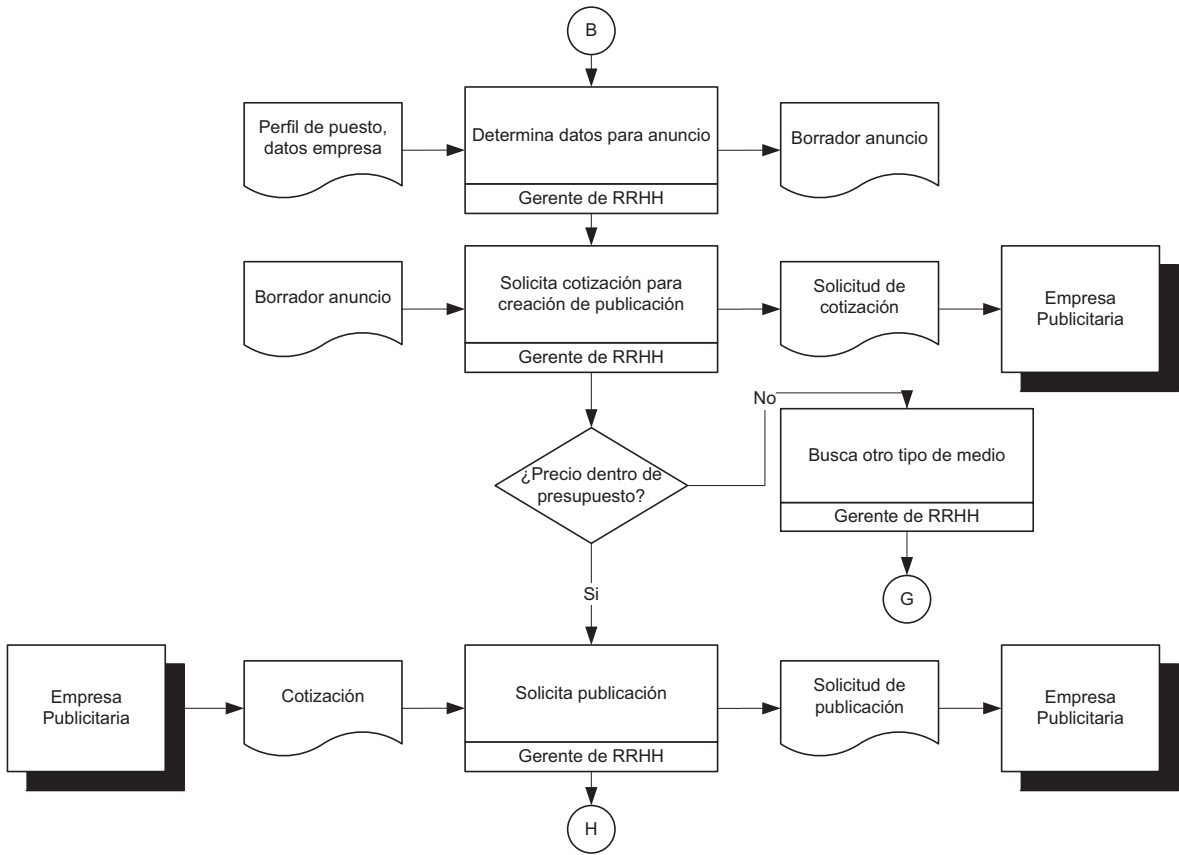 B
Perfil de puesto,
datos empresa
Determina datos para anuncio
Gerente de RRHH
Borrador anuncio
Borrador anuncio
Solicita cotización para
creación de publicación
Gerente de RRHH
Solicitud de
cotización
Empresa
Publicitaria
¿Precio dentro de
presupuesto?
No
Busca otro tipo de medio
Gerente de RRHH
G
Si
Empresa
Publicitaria
Cotización
Solicita publicación
Gerente de RRHH
Solicitud de
publicación
Empresa
Publicitaria
H